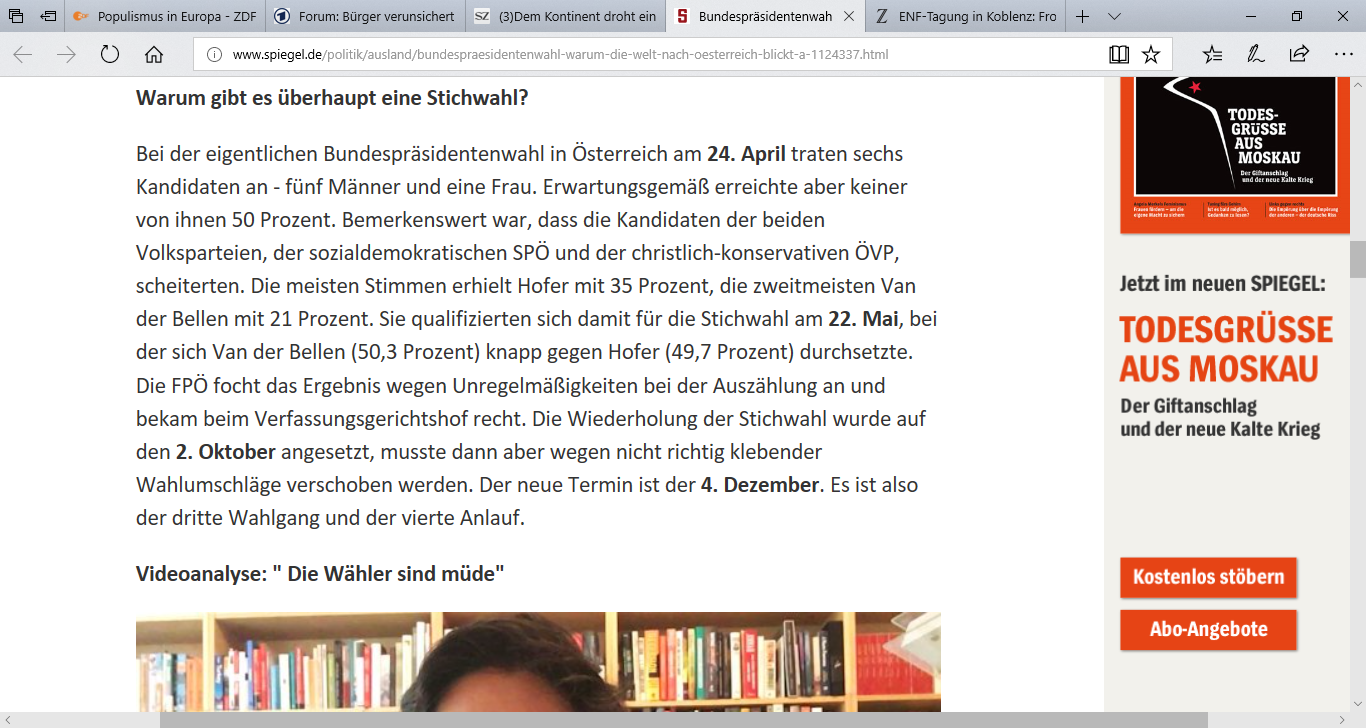 Populismus in Europa - ZDF
Forum: Bürger verunsichert
(3)Dem Kontinent droht ein
Bundespräsidentenwah
ENF-Tagung in Koblenz: Fro
www.spiegel.de/politik/ausland/bundespraesidentenwahl-warum-die-welt-nach-oesterreich-blickt-a-1124337.html
Warum gibt es überhaupt eine Stichwahl?
Bei der eigentlichen Bundespräsidentenwahl in Österreich am 24. April traten sechs
Kandidaten an - fünf Männer und eine Frau. Erwartungsgemäß erreichte aber keiner
von ihnen 50 Prozent. Bemerkenswert war, dass die Kandidaten der beiden
Volksparteien, der sozialdemokratischen SPÖ und der christlich-konservativen ÖVP,
scheiterten. Die meisten Stimmen erhielt Hofer mit 35 Prozent, die zweitmeisten Van
der Bellen mit 21 Prozent. Sie qualifizierten sich damit für die Stichwahl am 22. Mai, bei
der sich Van der Bellen (50,3 Prozent) knapp gegen Hofer (49,7 Prozent) durchsetzte.
Die FPÖ focht das Ergebnis wegen Unregelmäßigkeiten bei der Auszählung an und
bekam beim Verfassungsgerichtshof recht. Die Wiederholung der Stichwahl wurde auf
den 2. Oktober angesetzt, musste dann aber wegen nicht richtig klebender
Wahlumschläge verschoben werden. Der neue Termin ist der 4. Dezember. Es ist also
der dritte Wahlgang und der vierte Anlauf.
Videoanalyse: " Die Wähler sind müde"
TODES-
GRÜSSE
AUS
MOSKAU
Der Giftanschlag
und der neue Kalte Krieg
Jetzt im neuen SPIEGEL:
TODESGRÜSSE
AUS MOSKAU
Der Giftanschlag
und der neue Kalte Krieg
Kostenlos stöbern
Abo-Angebote